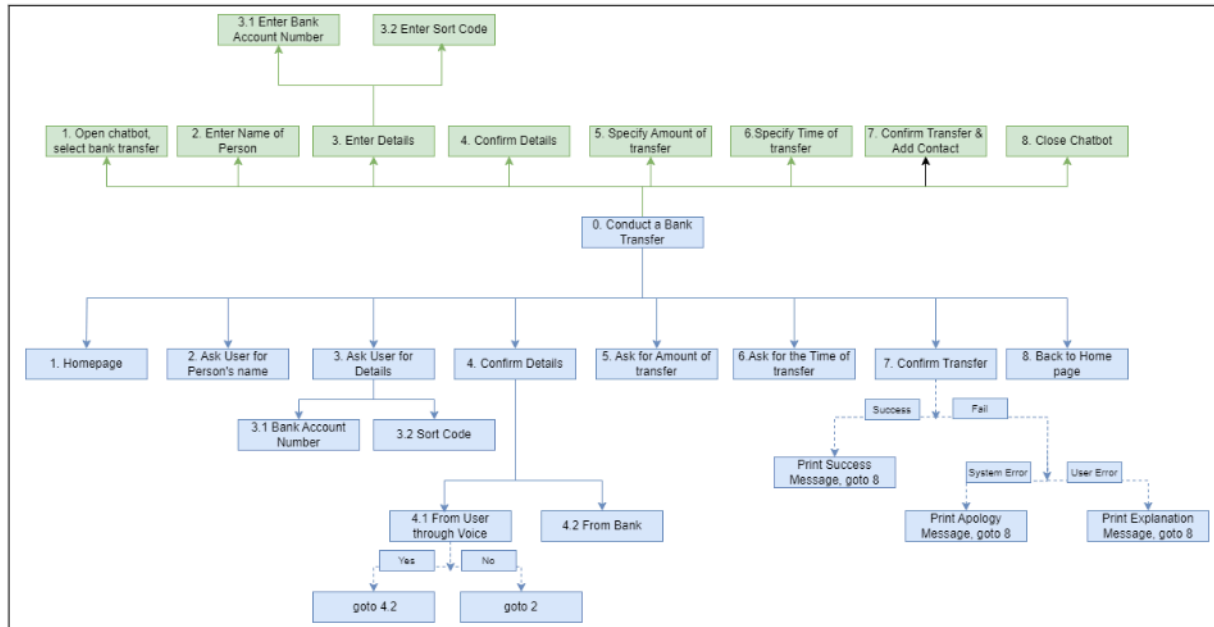 3.1 Enter Bank
Account Number
3.2 Enter Sort Code
1. Open chatbot,
select bank transfer
2. Enter Name of
Person
3. Enter Details
4. Confirm Details
5. Specify Amount of
transfer
6.Specify Time of
transfer
7. Confirm Transfer &
Add Contact
8. Close Chatbot
0. Conduct a Bank
Transfer
1. Homepage
2. Ask User for
Person's name
3. Ask User for
Details
4. Confirm Details
5. Ask for Amount of
transfer
6.Ask for the Time of
transfer
7. Confirm Transfer
8. Back to Home
page
3.1 Bank Account
Number
3.2 Sort Code
Success
Fail
Print Success
Message, goto 8
System Error
User Error
Print Apology
Message, goto 8
Print Explanation
Message, goto 8
4.1 From User
through Voice
4.2 From Bank
Yes
No
goto 4.2
goto 2